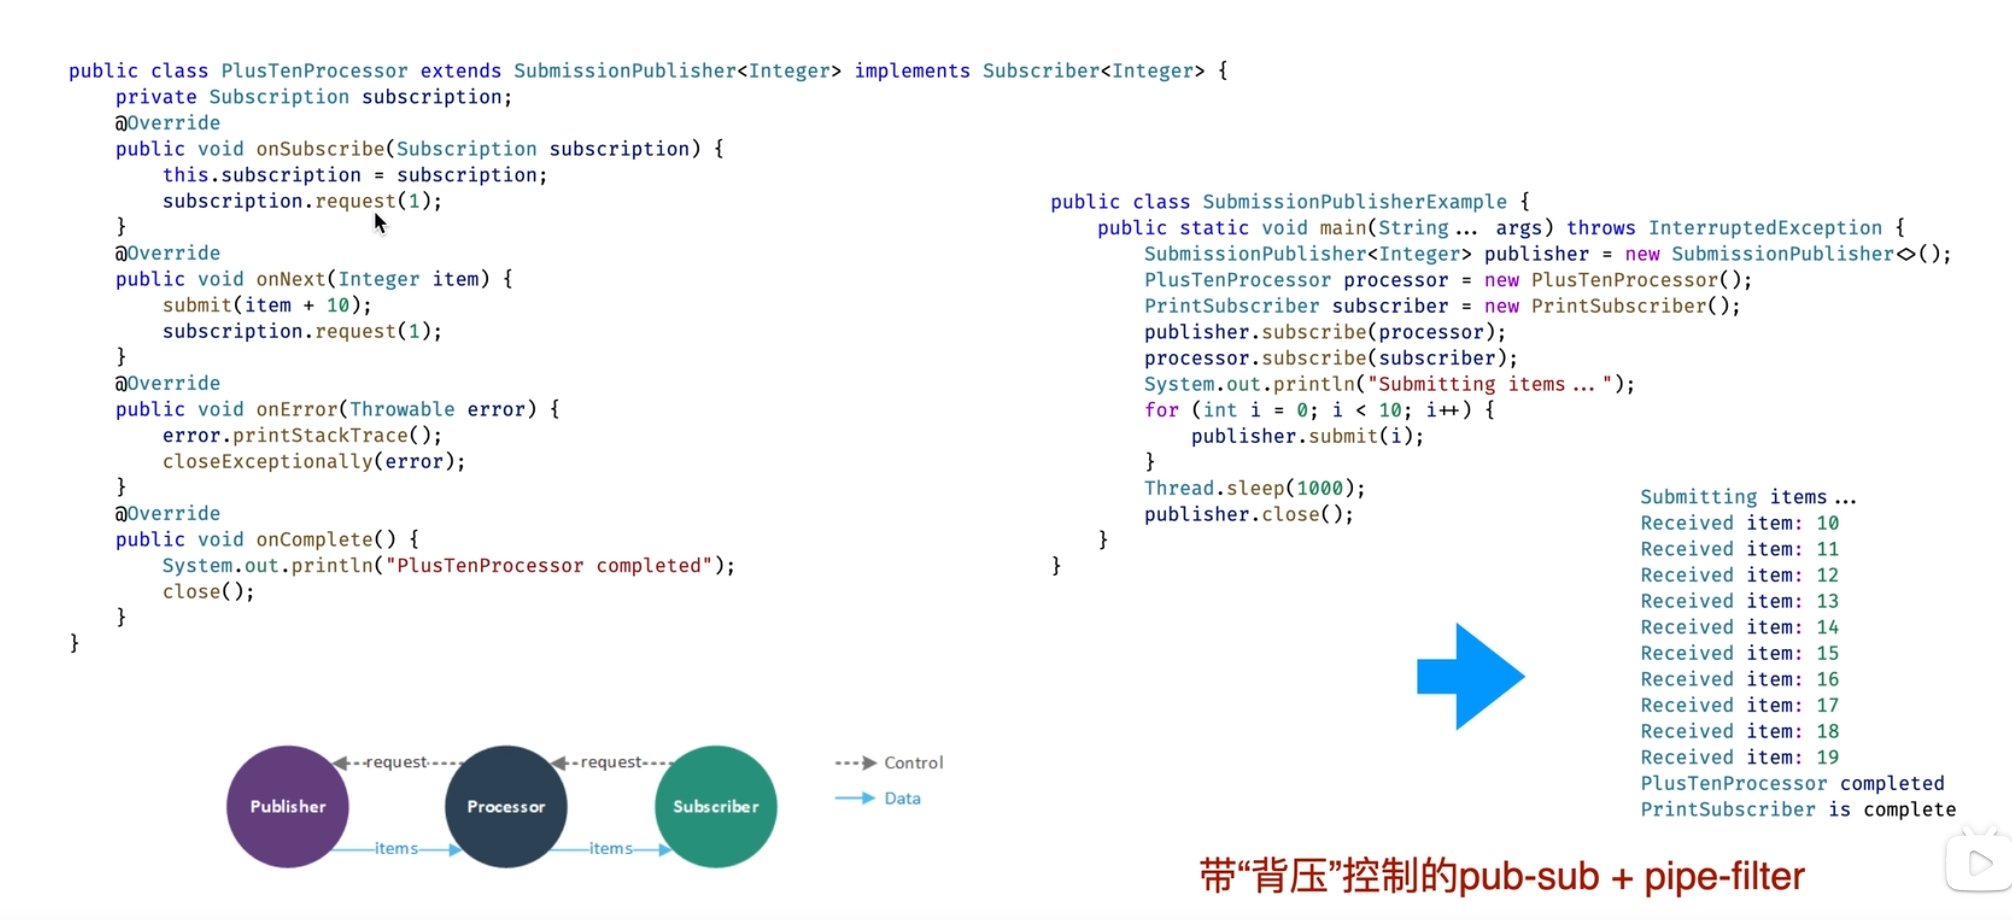 public class PlusTenProcessor extends SubmissionPublisher<Integer> implements Subscriber<Integer> {
    private Subscription subscription;
    @Override
    public void onSubscribe(Subscription subscription) {
        this.subscription = subscription;
        subscription.request(1);
    }
    @Override
    public void onNext(Integer item) {
        submit(item + 10);
        subscription.request(1);
    }
    @Override
    public void onError(Throwable error) {
        error.printStackTrace();
        closeExceptionally(error);
    }
    @Override
    public void onComplete() {
        System.out.println("PlusTenProcessor completed");
        close();
    }
}
public class SubmissionPublisherExample {
    public static void main(String... args) throws InterruptedException {
        SubmissionPublisher<Integer> publisher = new SubmissionPublisher<>();
        PlusTenProcessor processor = new PlusTenProcessor();
        PrintSubscriber subscriber = new PrintSubscriber();
        publisher.subscribe(processor);
        processor.subscribe(subscriber);
        System.out.println("Submitting items...");
        for (int i = 0; i < 10; i++) {
            publisher.submit(i);
        }
        Thread.sleep(1000);
        publisher.close();
    }
}
Submitting items...
Received item: 10
Received item: 11
Received item: 12
Received item: 13
Received item: 14
Received item: 15
Received item: 16
Received item: 17
Received item: 18
Received item: 19
PlusTenProcessor completed
PrintSubscriber is complete
request
request
Control
Publisher
Processor
Subscriber
Data
items
items
带“背压”控制的pub-sub + pipe-filter